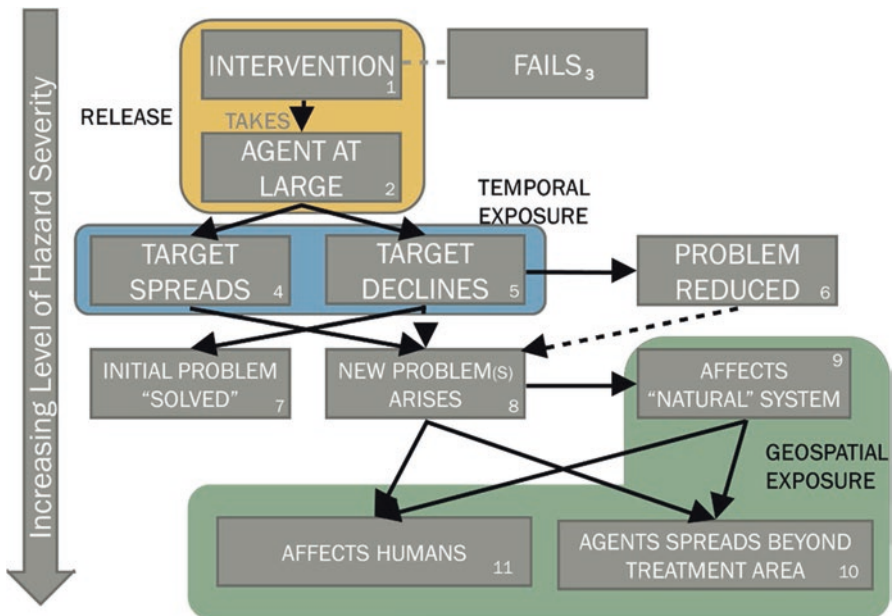 Increasing Level of Hazard Severity
INTERVENTION
1
FAILS 3
RELEASE
TAKES
AGENT AT
LARGE
2
TEMPORAL
EXPOSURE
TARGET
SPREADS
4
TARGET
DECLINES
5
PROBLEM
REDUCED
6
INITIAL PROBLEM
"SOLVED"
7
NEW PROBLEM(S)
ARISES
8
9
AFFECTS
"NATURAL" SYSTEM
GEOSPATIAL
EXPOSURE
AFFECTS HUMANS
11
AGENTS SPREADS BEYOND
TREATMENT AREA
10